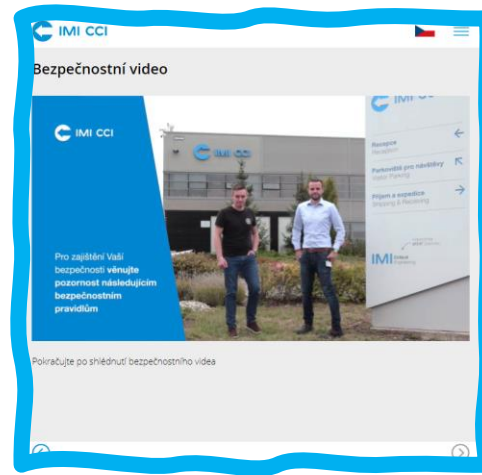 IMI CCI
Bezpečnostní video
IMI CCI
IMI CCI
Recepce
Reception
Parkoviště pro návštěvy
Visitor Parking
Příjem a expedice
Shipping & Receiving
IMI
Pro zajištění Vaší
bezpečnosti věnujte
pozornost následujícím
bezpečnostním
pravidlům
Pokračujte po shlédnutí bezpečnostního videa